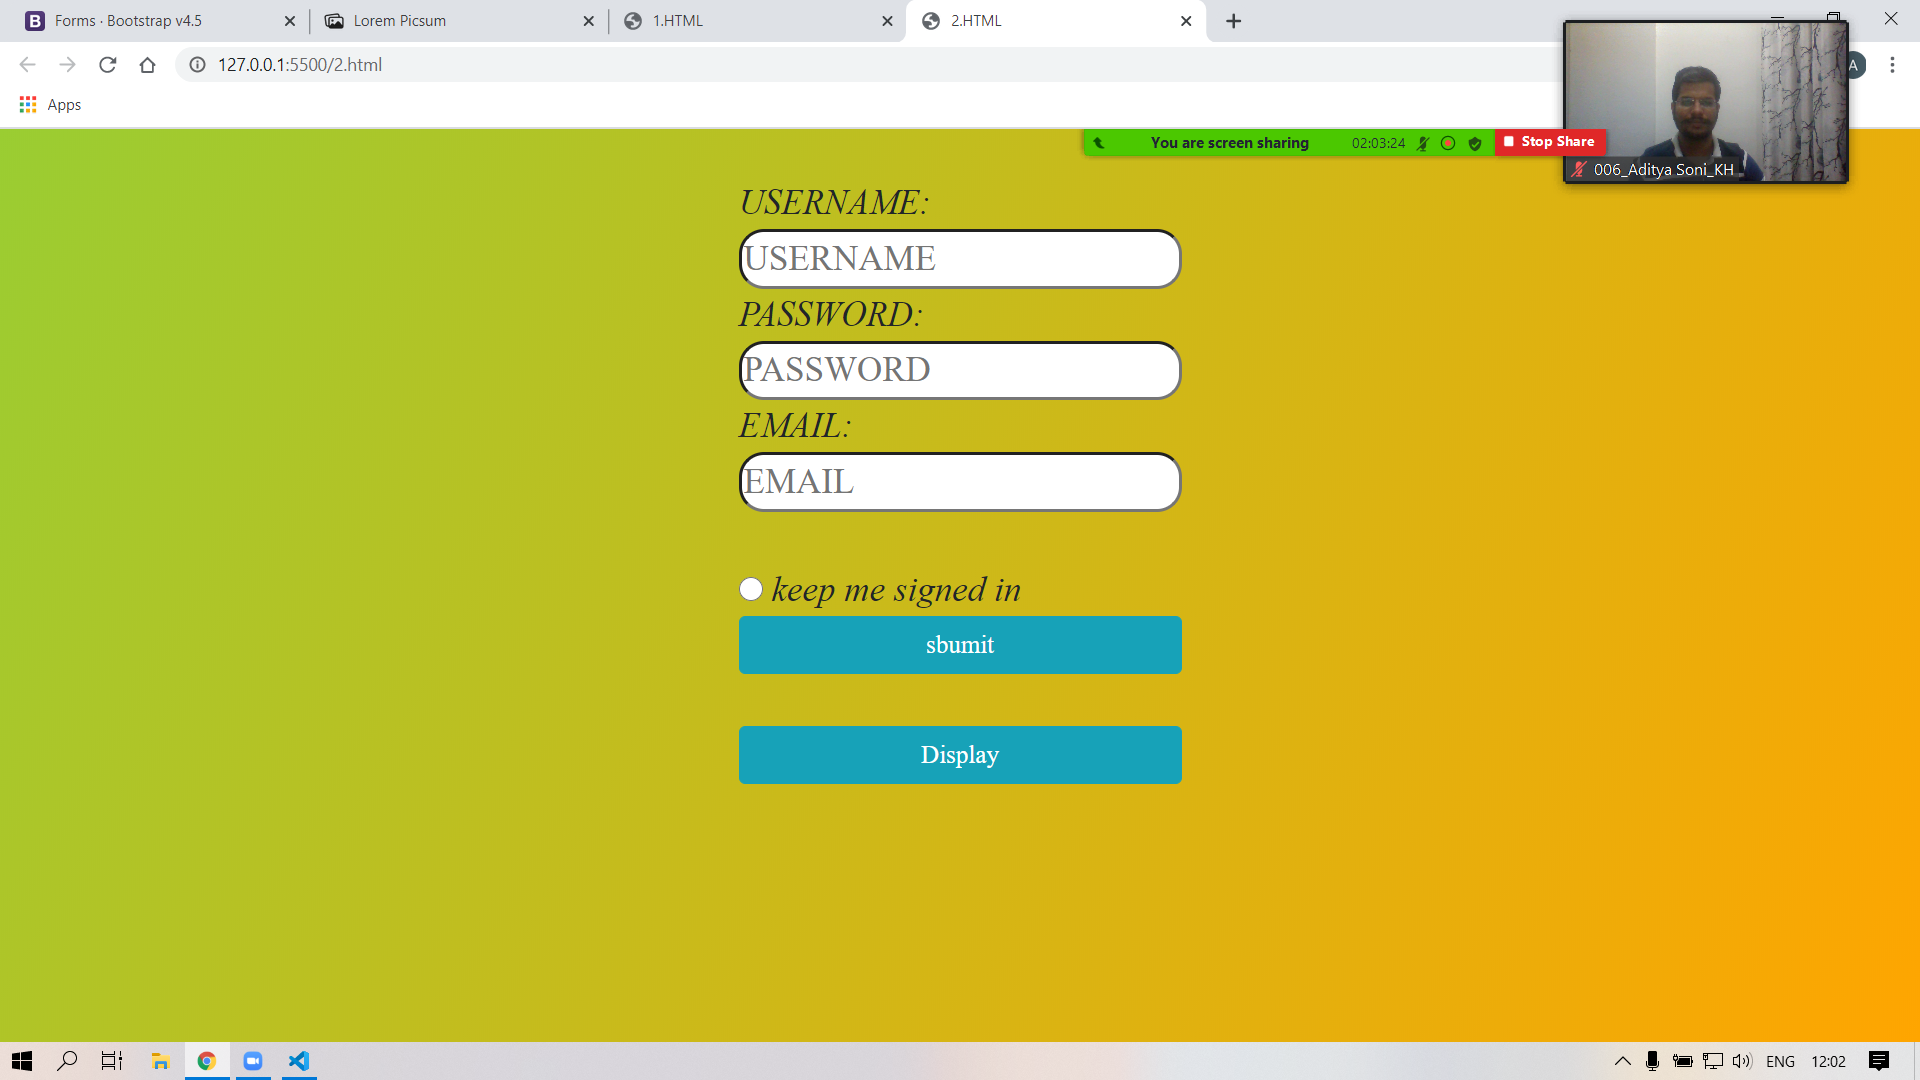 Forms · Bootstrap v4.5
Lorem Picsum
1.HTML
2.HTML
127.0.0.1:5500/2.html
A
Apps
You are screen sharing
02:03:24
Stop Share
006_Aditya Soni_KH
USERNAME:
USERNAME
PASSWORD:
PASSWORD
EMAIL:
EMAIL
keep me signed in
sbumit
Display
ENG
12:02